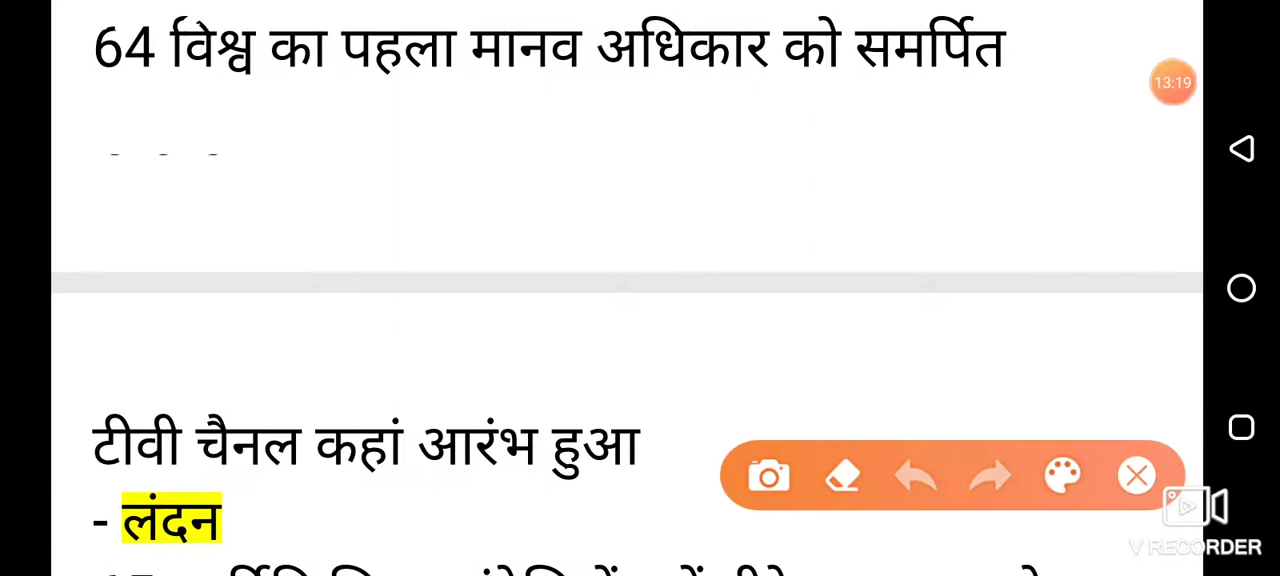 64 विश्व का पहला मानव अधिकार को समर्पित
13:19
टीवी चैनल कहां आरंभ हुआ
- लंदन
V RECORDER